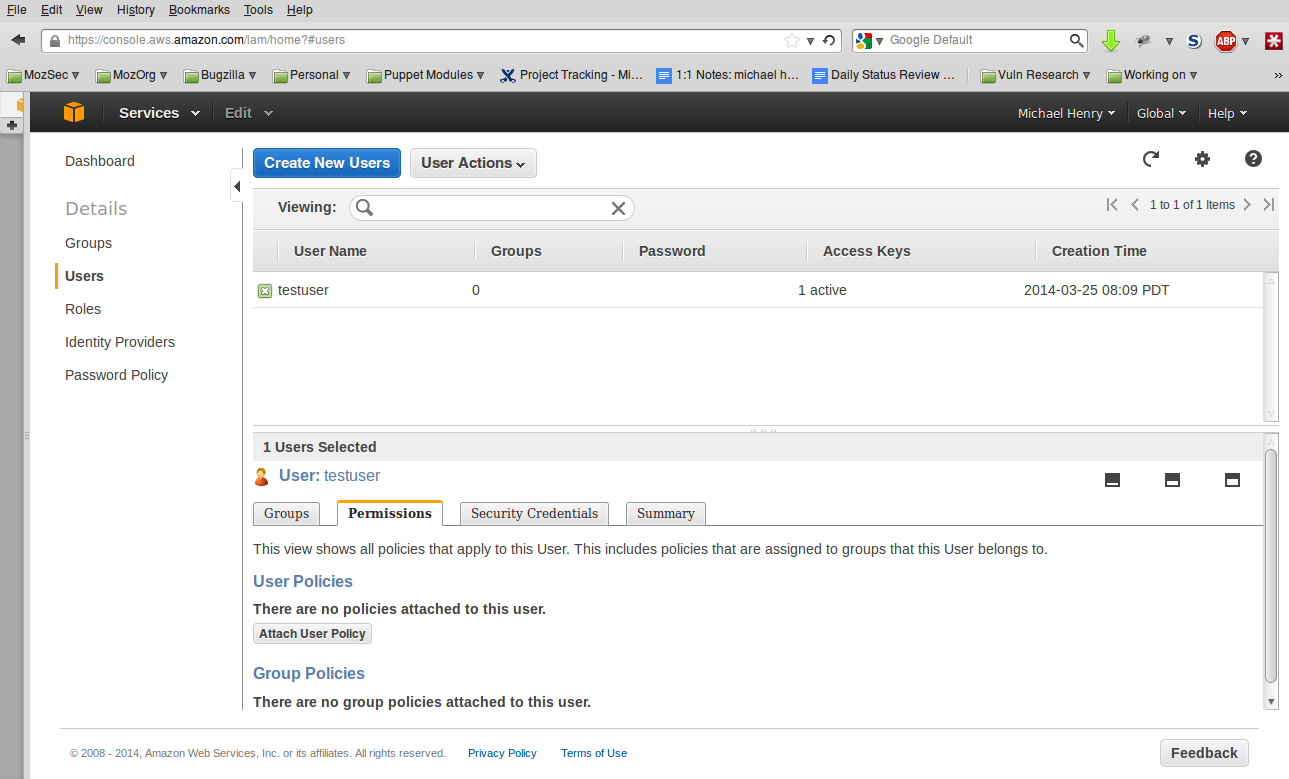 File Edit View History Bookmarks Tools Help
https://console.aws.amazon.com/iam/home?#users Google Default ABP
MozSec MozOrg Bugzilla Personal Puppet Modules Project Tracking - Mi... 1:1 Notes: michael h... Daily Status Review ... Vuln Research Working on »
Services Edit Michael Henry Global Help
Dashboard Create New Users User Actions
Details Viewing: 1 to 1 of 1 Items
Groups
User Name Groups Password Access Keys Creation Time
Users
testuser 0 1 active 2014-03-25 08:09 PDT
Roles
Identity Providers
Password Policy
1 Users Selected
User: testuser
Groups Permissions Security Credentials Summary
This view shows all policies that apply to this User. This includes policies that are assigned to groups that this User belongs to.
User Policies
There are no policies attached to this user.
Attach User Policy
Group Policies
There are no group policies attached to this user.
© 2008 - 2014, Amazon Web Services, Inc. or its affiliates. All rights reserved. Privacy Policy Terms of Use Feedback